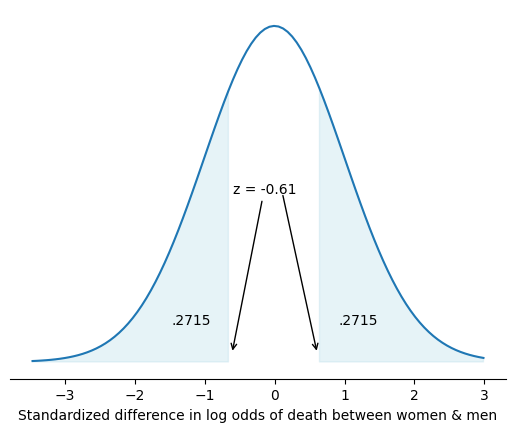 z = -0.61
.2715 .2715
−3 −2 −1 0 1 2 3
Standardized difference in log odds of death between women & men